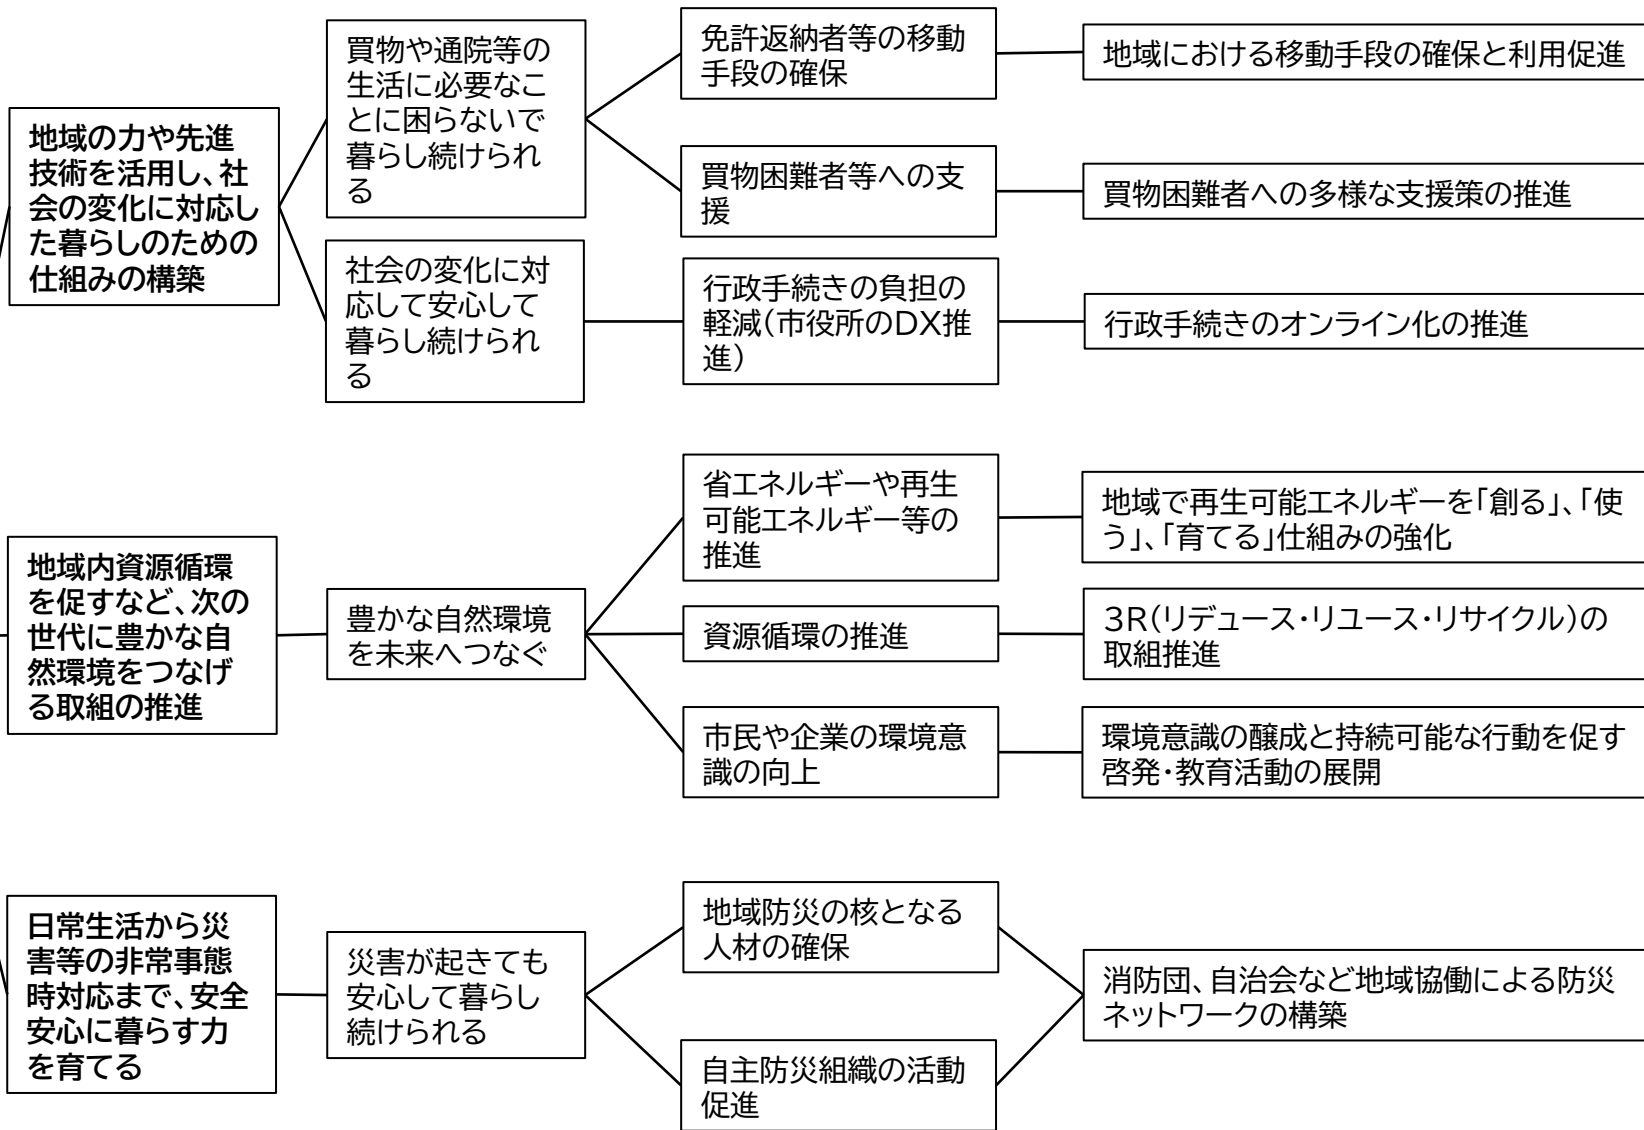 地域の力や先進
技術を活用し、社
会の変化に対応し
た暮らしのための
仕組みの構築
買物や通院等の
生活に必要なこ
とに困らないで
暮らし続けられ
る
免許返納者等の移動
手段の確保
地域における移動手段の確保と利用促進
買物困難者等への支
援
買物困難者への多様な支援策の推進
社会の変化に対
応して安心して
暮らし続けられ
る
行政手続きの負担の
軽減(市役所のDX推
進)
行政手続きのオンライン化の推進
地域内資源循環
を促すなど、次の
世代に豊かな自
然環境をつなげ
る取組の推進
豊かな自然環境
を未来へつなぐ
省エネルギーや再生
可能エネルギー等の
推進
地域で再生可能エネルギーを「創る」、「使
う」、「育てる」仕組みの強化
資源循環の推進
3R(リデュース・リユース・リサイクル)の
取組推進
市民や企業の環境意
識の向上
環境意識の醸成と持続可能な行動を促す
啓発・教育活動の展開
日常生活から災
害等の非常事態
時対応まで、安全
安心に暮らす力
を育てる
災害が起きても
安心して暮らし
続けられる
地域防災の核となる
人材の確保
自主防災組織の活動
促進
消防団、自治会など地域協働による防災
ネットワークの構築